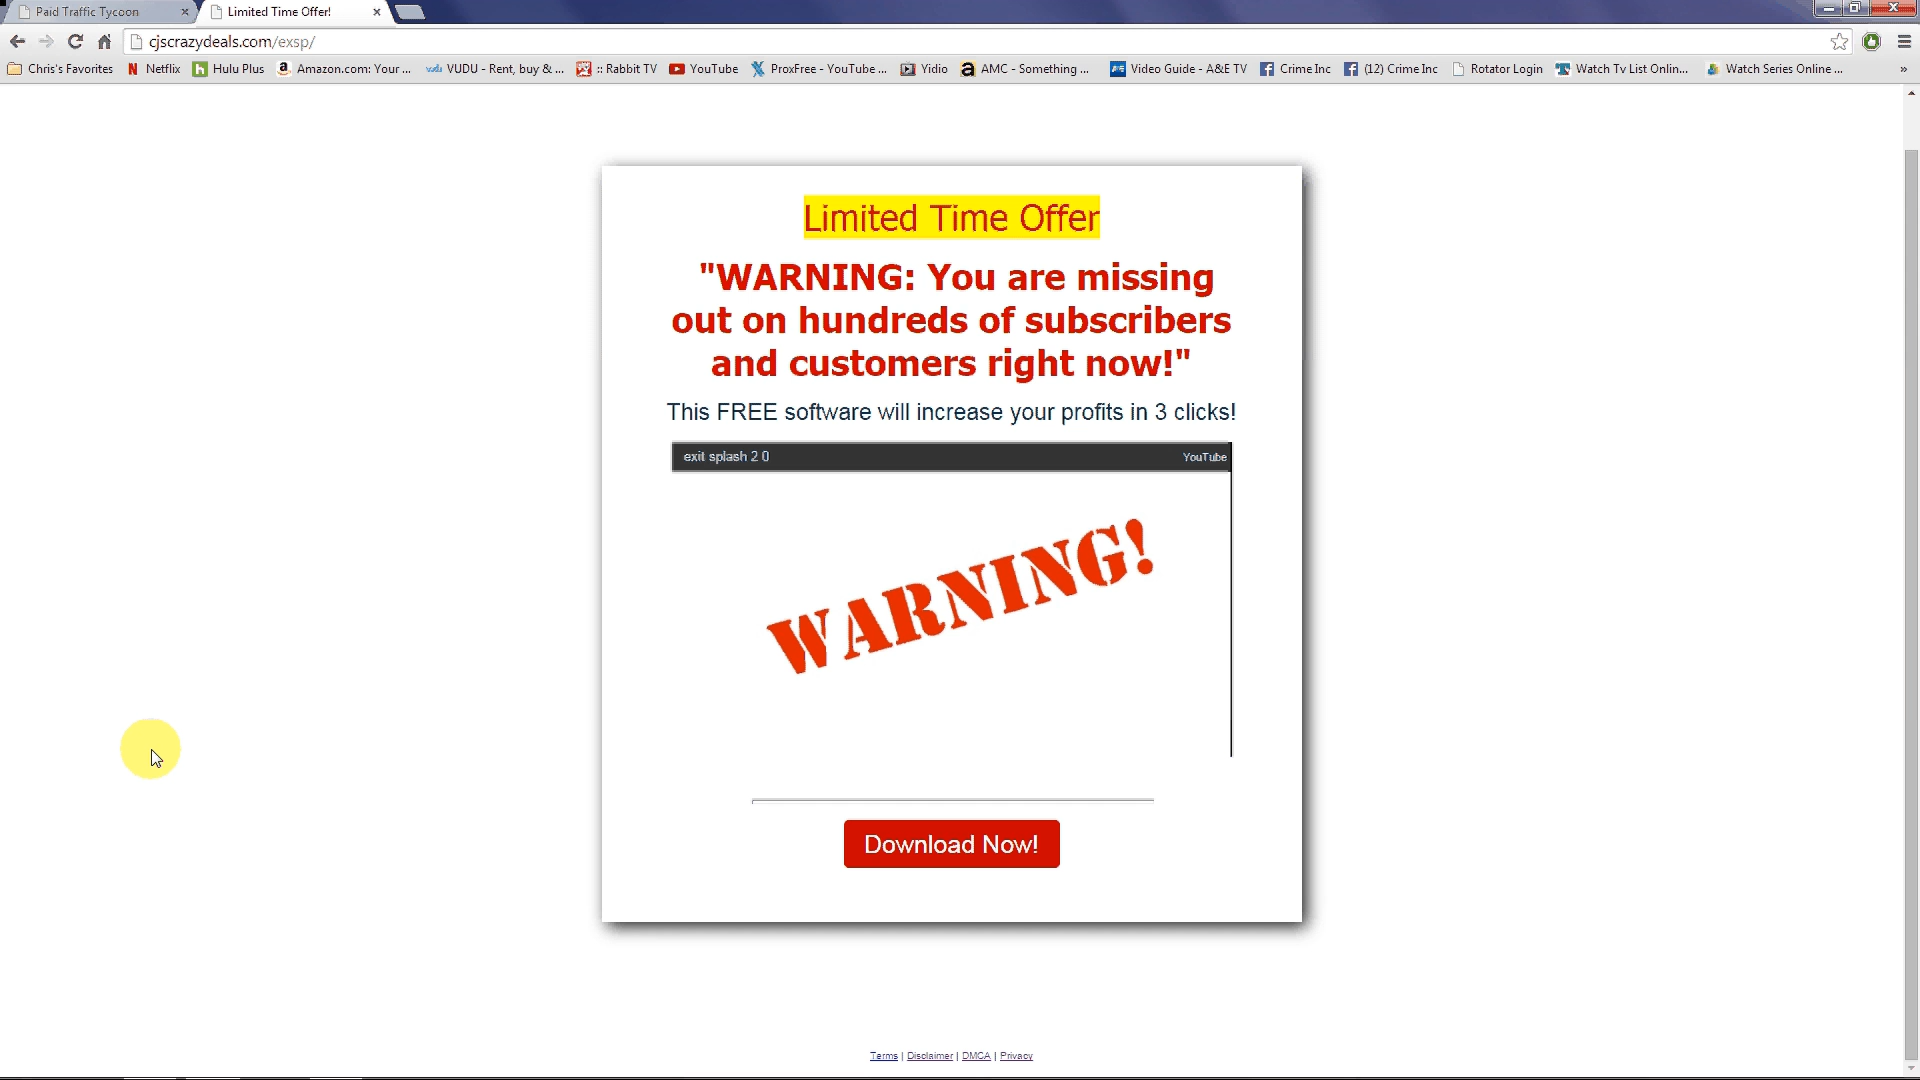 Paid Traffic Tycoon
Limited Time Offer!
cjscrazydeals.com/exsp/
Chris's Favorites
Netflix
Hulu Plus
Amazon.com: Your ...
VUDU - Rent, buy & ...
:: Rabbit TV
YouTube
ProxFree - YouTube ...
Yidio
AMC - Something ...
Video Guide - A&E TV
Crime Inc
(12) Crime Inc
Rotator Login
Watch Tv List Onlin...
Watch Series Online ...
»
Limited Time Offer
"WARNING: You are missing
out on hundreds of subscribers
and customers right now!"
This FREE software will increase your profits in 3 clicks!
exit splash 2 0
YouTube
WARNING!
Download Now!
Terms | Disclaimer | DMCA | Privacy